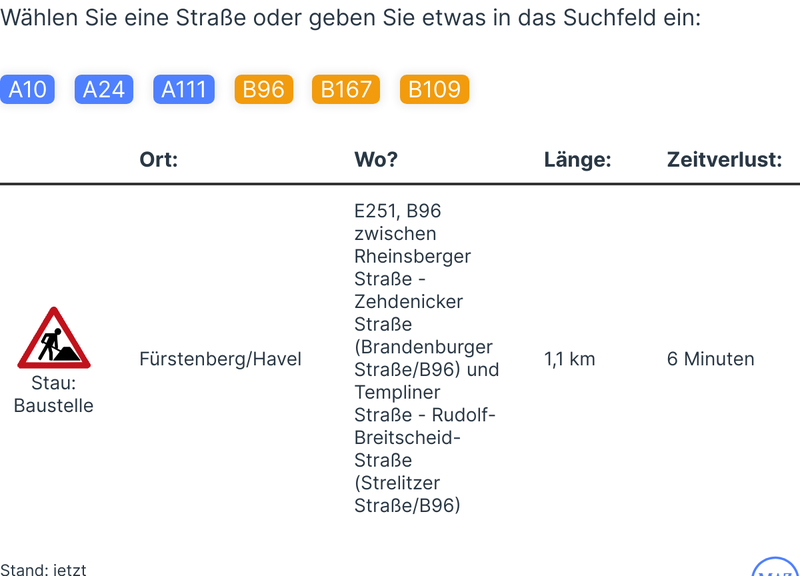 Wählen Sie eine Straße oder geben Sie etwas in das Suchfeld ein:
A10 A24 A111 B96 B167 B109
Ort: Wo? Länge: Zeitverlust:
Stau:
Baustelle
Fürstenberg/Havel
E251, B96
zwischen
Rheinsberger
Straße -
Zehdenicker
Straße
(Brandenburger
Straße/B96) und
Templiner
Straße - Rudolf-
Breitscheid-
Straße
(Strelitzer
Straße/B96)
1,1 km
6 Minuten
Stand: jetzt